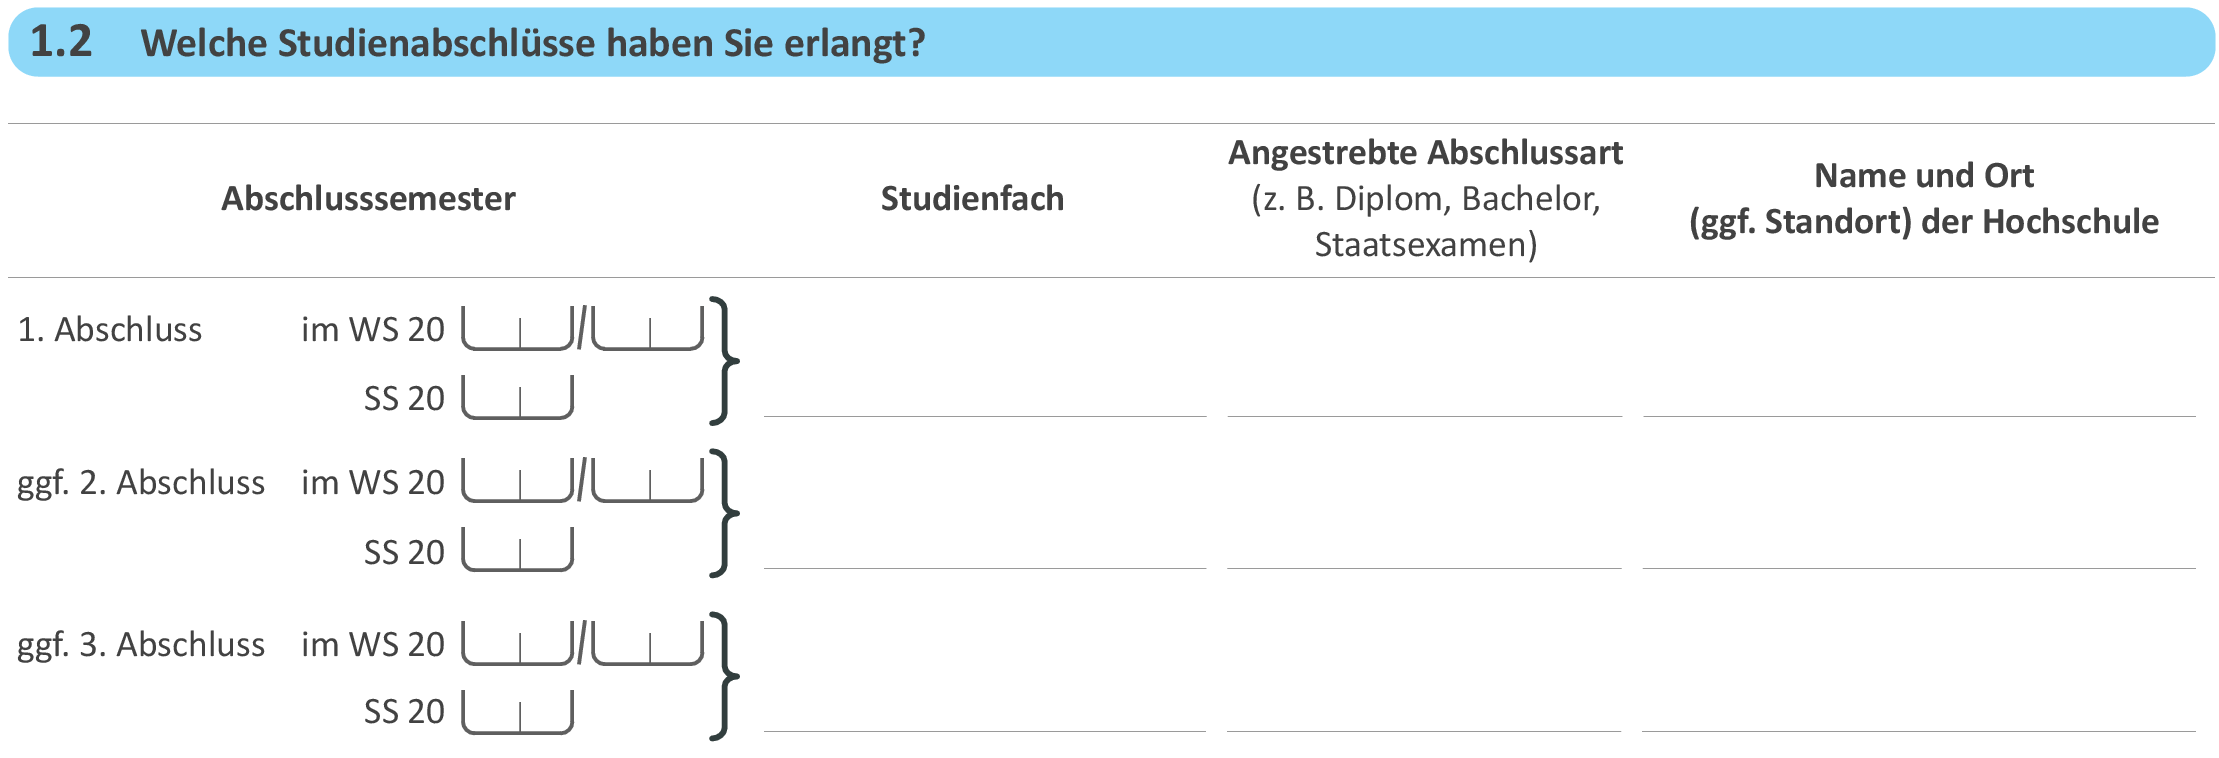 1.2 Welche Studienabschlüsse haben Sie erlangt?
Abschlusssemester
Studienfach
Angestrebte Abschlussart
(z. B. Diplom, Bachelor,
Staatsexamen)
Name und Ort
(ggf. Standort) der Hochschule
1. Abschluss im WS 20 /
SS 20
ggf. 2. Abschluss im WS 20 /
SS 20
ggf. 3. Abschluss im WS 20 /
SS 20